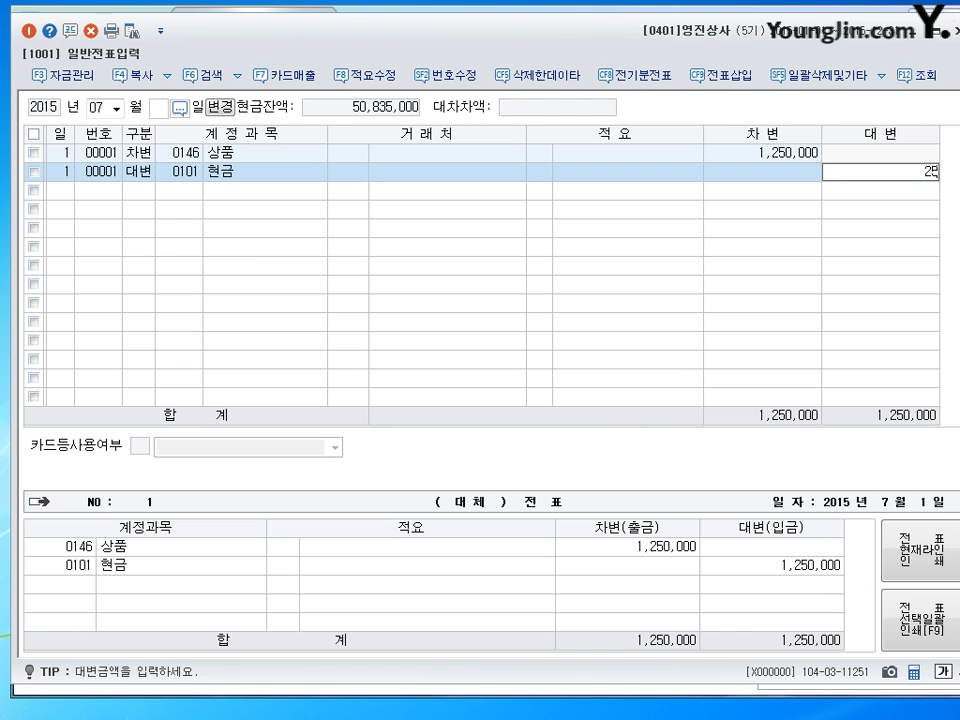 [0401]영진상사 (5기)
Younglin.com Y.
[1001] 일반전표입력
F3 자금관리 F4 복사 F6 검색 F7 카드매출 F8 적요수정 SF2 번호수정 CF5 삭제한데이타 CF8 전기분전표 CF9 전표삽입 SF5 일괄삭제및기타 F12 조회
2015 년 07 월 일 변경 현금잔액: 50,835,000 대차차액:
일 번호 구분 계정과목 거래처 적요 차변 대변
1 00001 차변 0146 상품 1,250,000
1 00001 대변 0101 현금
합 계 1,250,000 1,250,000
카드등사용여부
NO : 1 ( 대체 ) 전 표 일 자 : 2015 년 7 월 1 일
계정과목 적요 차변(출금) 대변(입금)
0146 상품 1,250,000
0101 현금 1,250,000
합 계 1,250,000 1,250,000
전 표
현재라인
인 쇄
전 표
선택일괄
인쇄[F9]
TIP : 대변금액을 입력하세요. [X000000] 104-03-11251 가